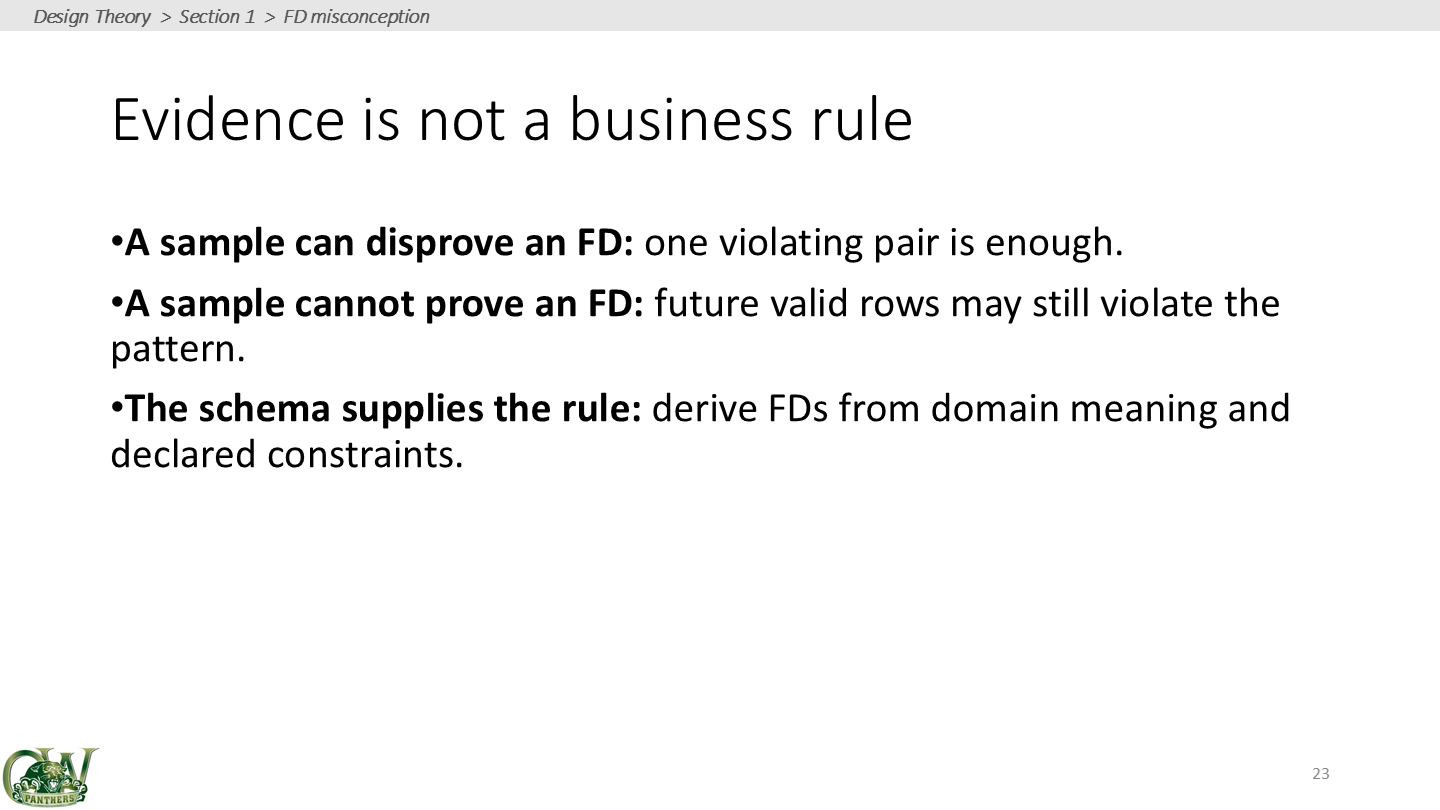 Design Theory > Section 1 > FD misconception
Evidence is not a business rule
•A sample can disprove an FD: one violating pair is enough.
•A sample cannot prove an FD: future valid rows may still violate the
pattern.
•The schema supplies the rule: derive FDs from domain meaning and
declared constraints.
OW
PANTHERS
23